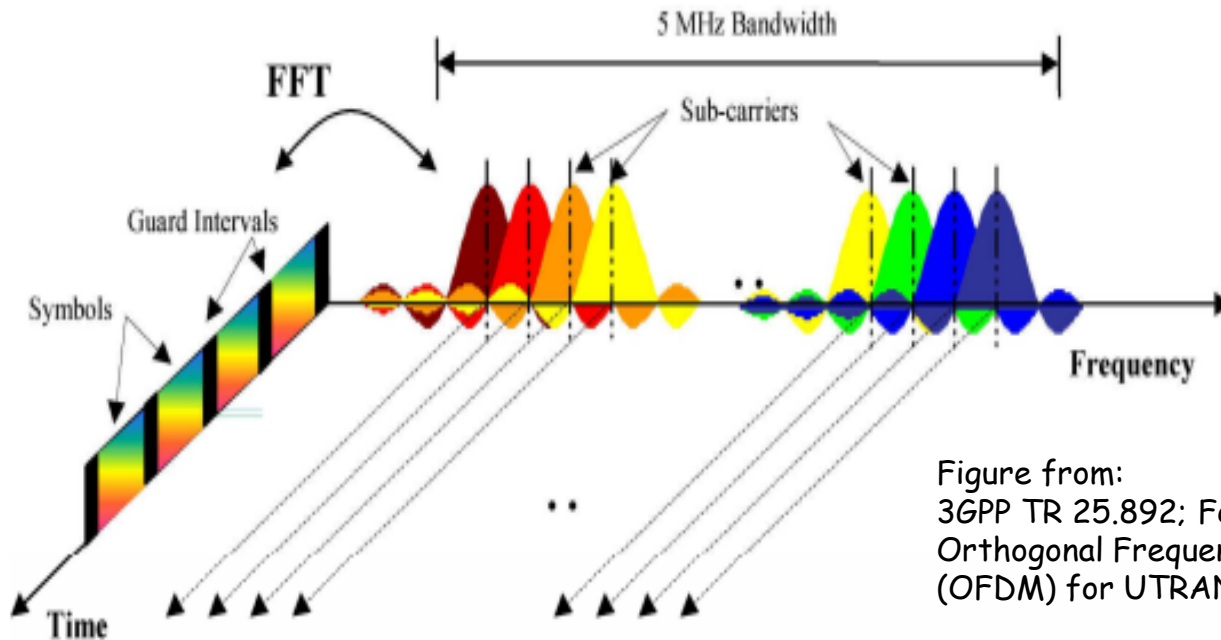 5 MHz Bandwidth
FFT
Sub-carriers
Guard Intervals
Symbols
Frequency
Figure from:
3GPP TR 25.892;
Orthogonal
(OFDM) for
Time